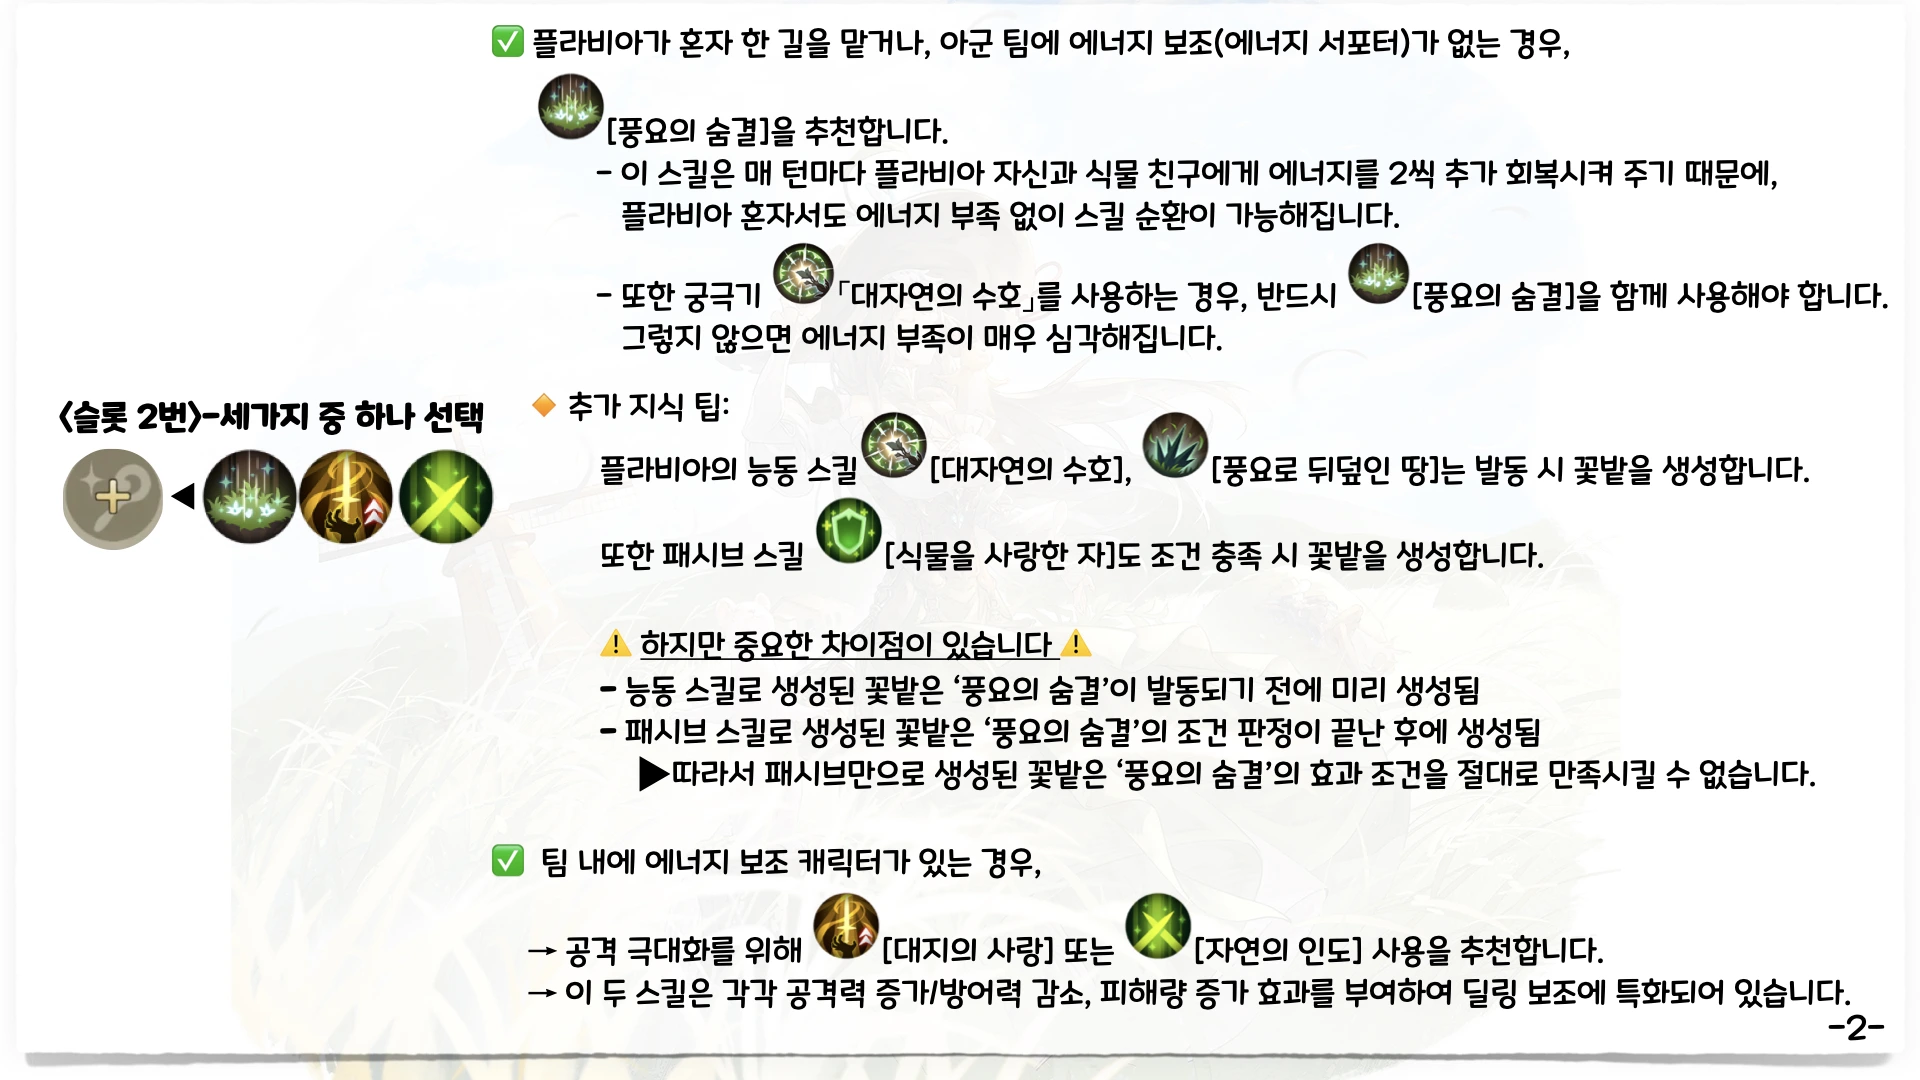 ✅ 플라비아가 혼자 한 길을 맡거나, 아군 팀에 에너지 보조(에너지 서포터)가 없는 경우,
[풍요의 숨결]을 추천합니다.
- 이 스킬은 매 턴마다 플라비아 자신과 식물 친구에게 에너지를 2씩 추가 회복시켜 주기 때문에,
플라비아 혼자서도 에너지 부족 없이 스킬 순환이 가능해집니다.
- 또한 궁극기 「대자연의 수호」를 사용하는 경우, 반드시 [풍요의 숨결]을 함께 사용해야 합니다.
그렇지 않으면 에너지 부족이 매우 심각해집니다.
<슬롯 2번>-세가지 중 하나 선택
🔸 추가 지식 팁:
플라비아의 능동 스킬 [대자연의 수호], [풍요로 뒤덮인 땅]는 발동 시 꽃밭을 생성합니다.
또한 패시브 스킬 [식물을 사랑한 자]도 조건 충족 시 꽃밭을 생성합니다.
⚠️ 하지만 중요한 차이점이 있습니다 ⚠️
- 능동 스킬로 생성된 꽃밭은 ‘풍요의 숨결’이 발동되기 전에 미리 생성됨
- 패시브 스킬로 생성된 꽃밭은 ‘풍요의 숨결’의 조건 판정이 끝난 후에 생성됨
▶따라서 패시브만으로 생성된 꽃밭은 ‘풍요의 숨결’의 효과 조건을 절대로 만족시킬 수 없습니다.
✅ 팀 내에 에너지 보조 캐릭터가 있는 경우,
→ 공격 극대화를 위해 [대지의 사랑] 또는 [자연의 인도] 사용을 추천합니다.
→ 이 두 스킬은 각각 공격력 증가/방어력 감소, 피해량 증가 효과를 부여하여 딜링 보조에 특화되어 있습니다.
-2-